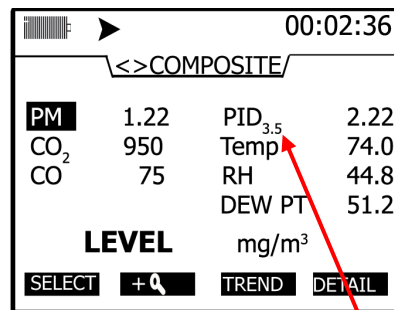 00:02:36
<>COMPOSITE
PM 1.22 PID3.5 2.22
CO2 950 Temp 74.0
CO 75 RH 44.8
DEW PT 51.2
LEVEL mg/m³
SELECT + TREND DETAIL